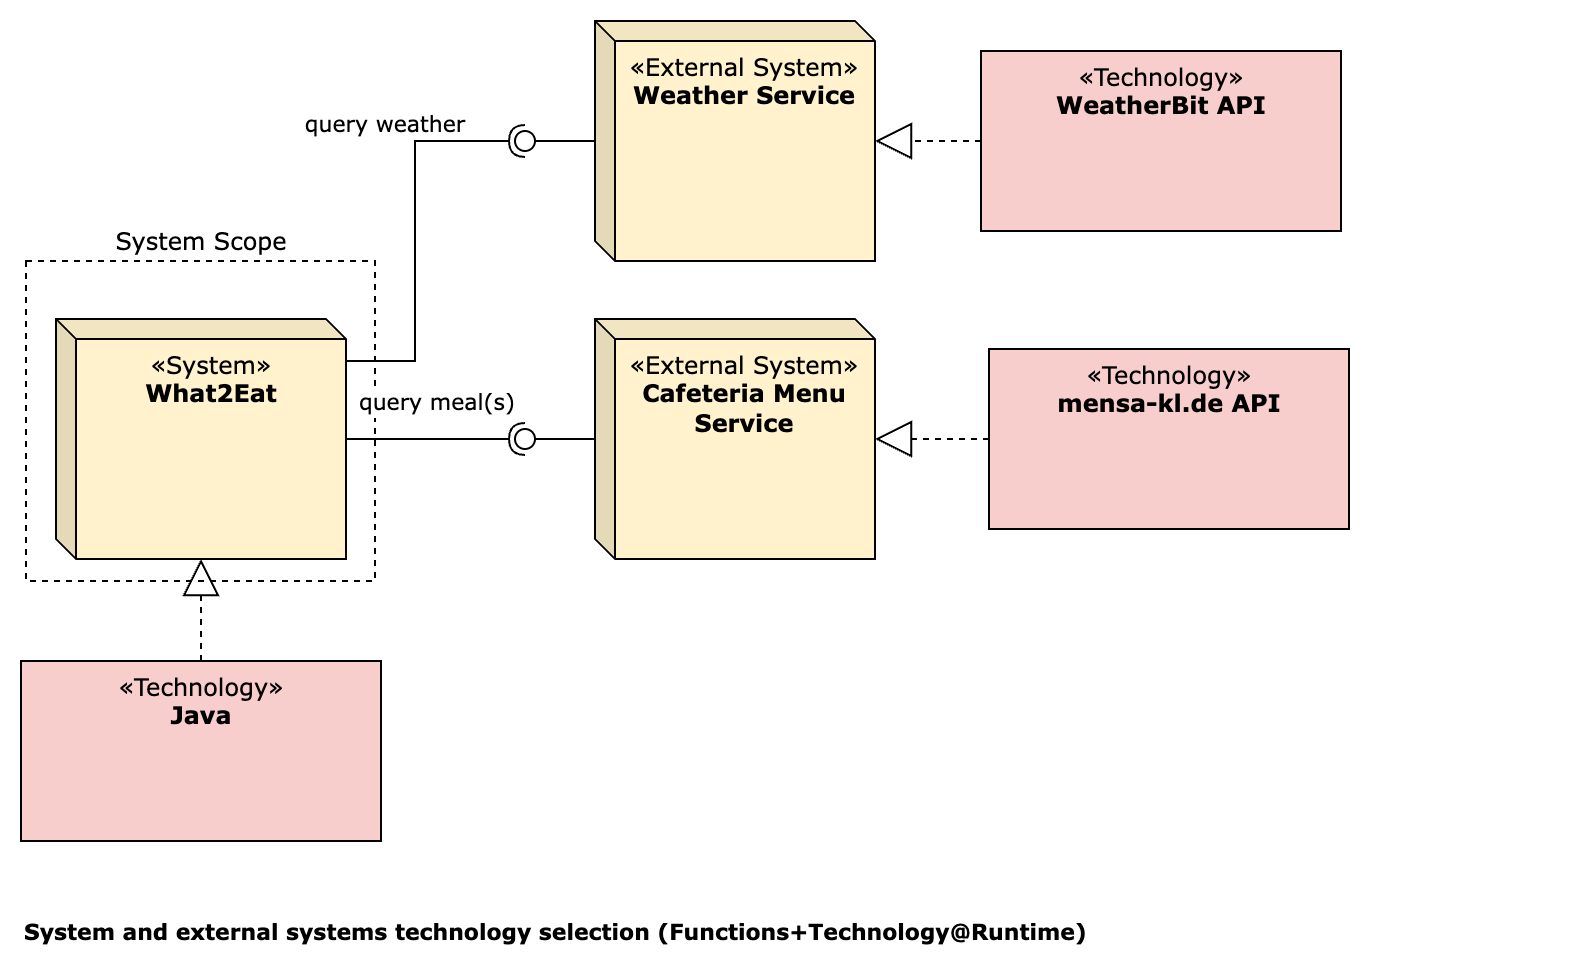 «External System»
Weather Service
«Technology»
WeatherBit API
query weather
System Scope
«System»
What2Eat
query meal(s)
«External System»
Cafeteria Menu
Service
«Technology»
mensa-kl.de API
«Technology»
Java
System and external systems technology selection (Functions+Technology@Runtime)